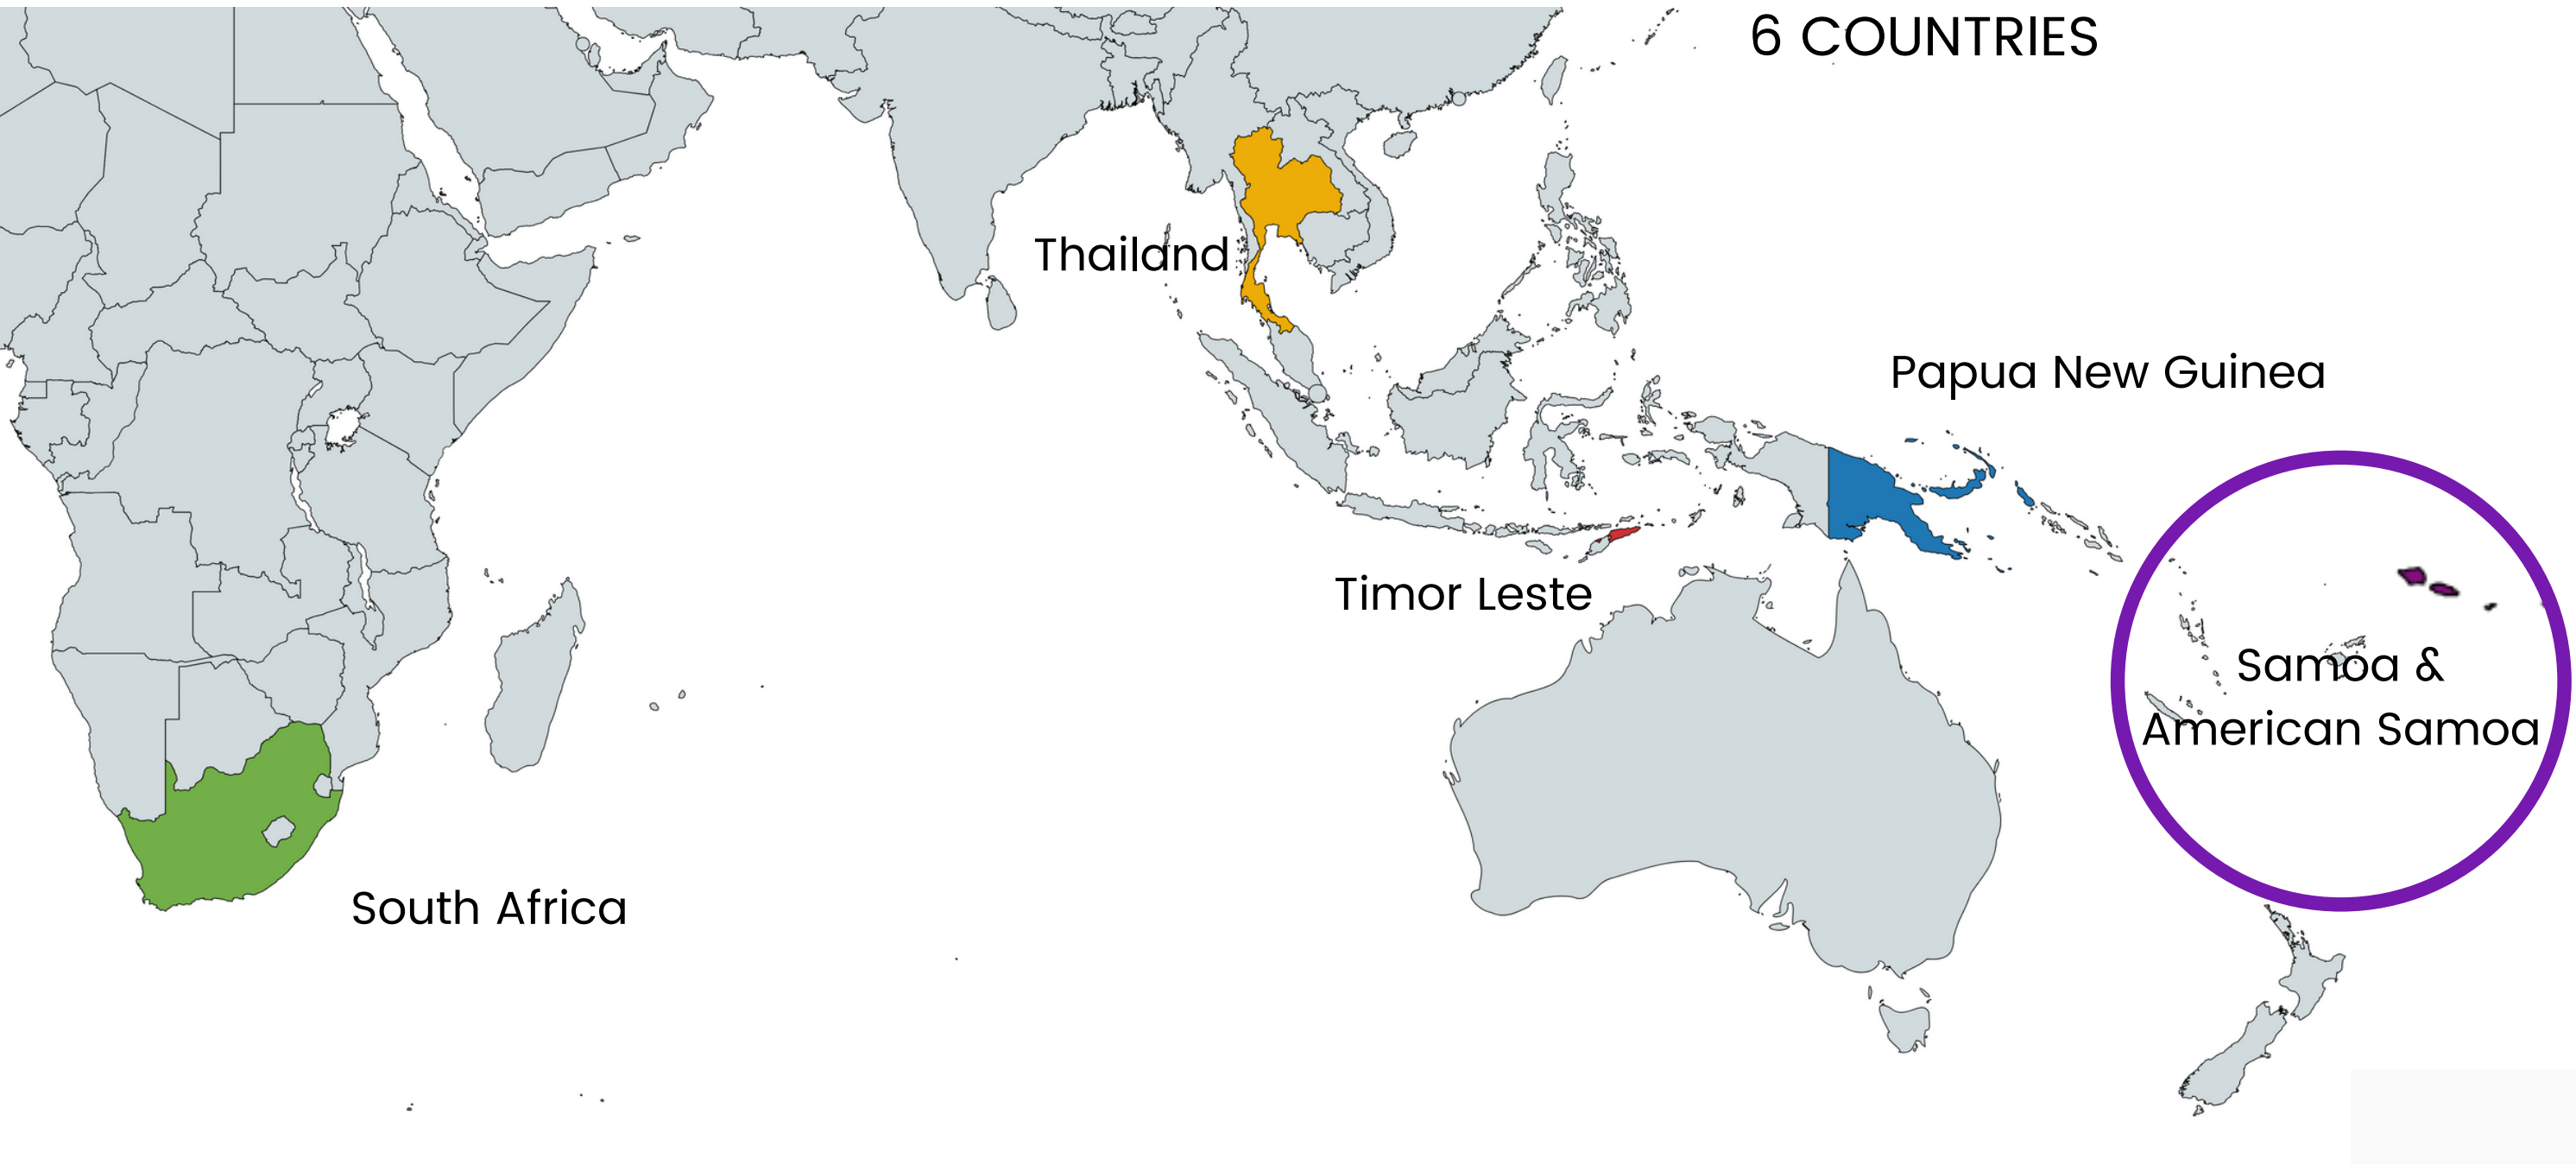 6 COUNTRIES
Thailand
Papua New Guinea
Timor Leste
Samoa &
American Samoa
South Africa